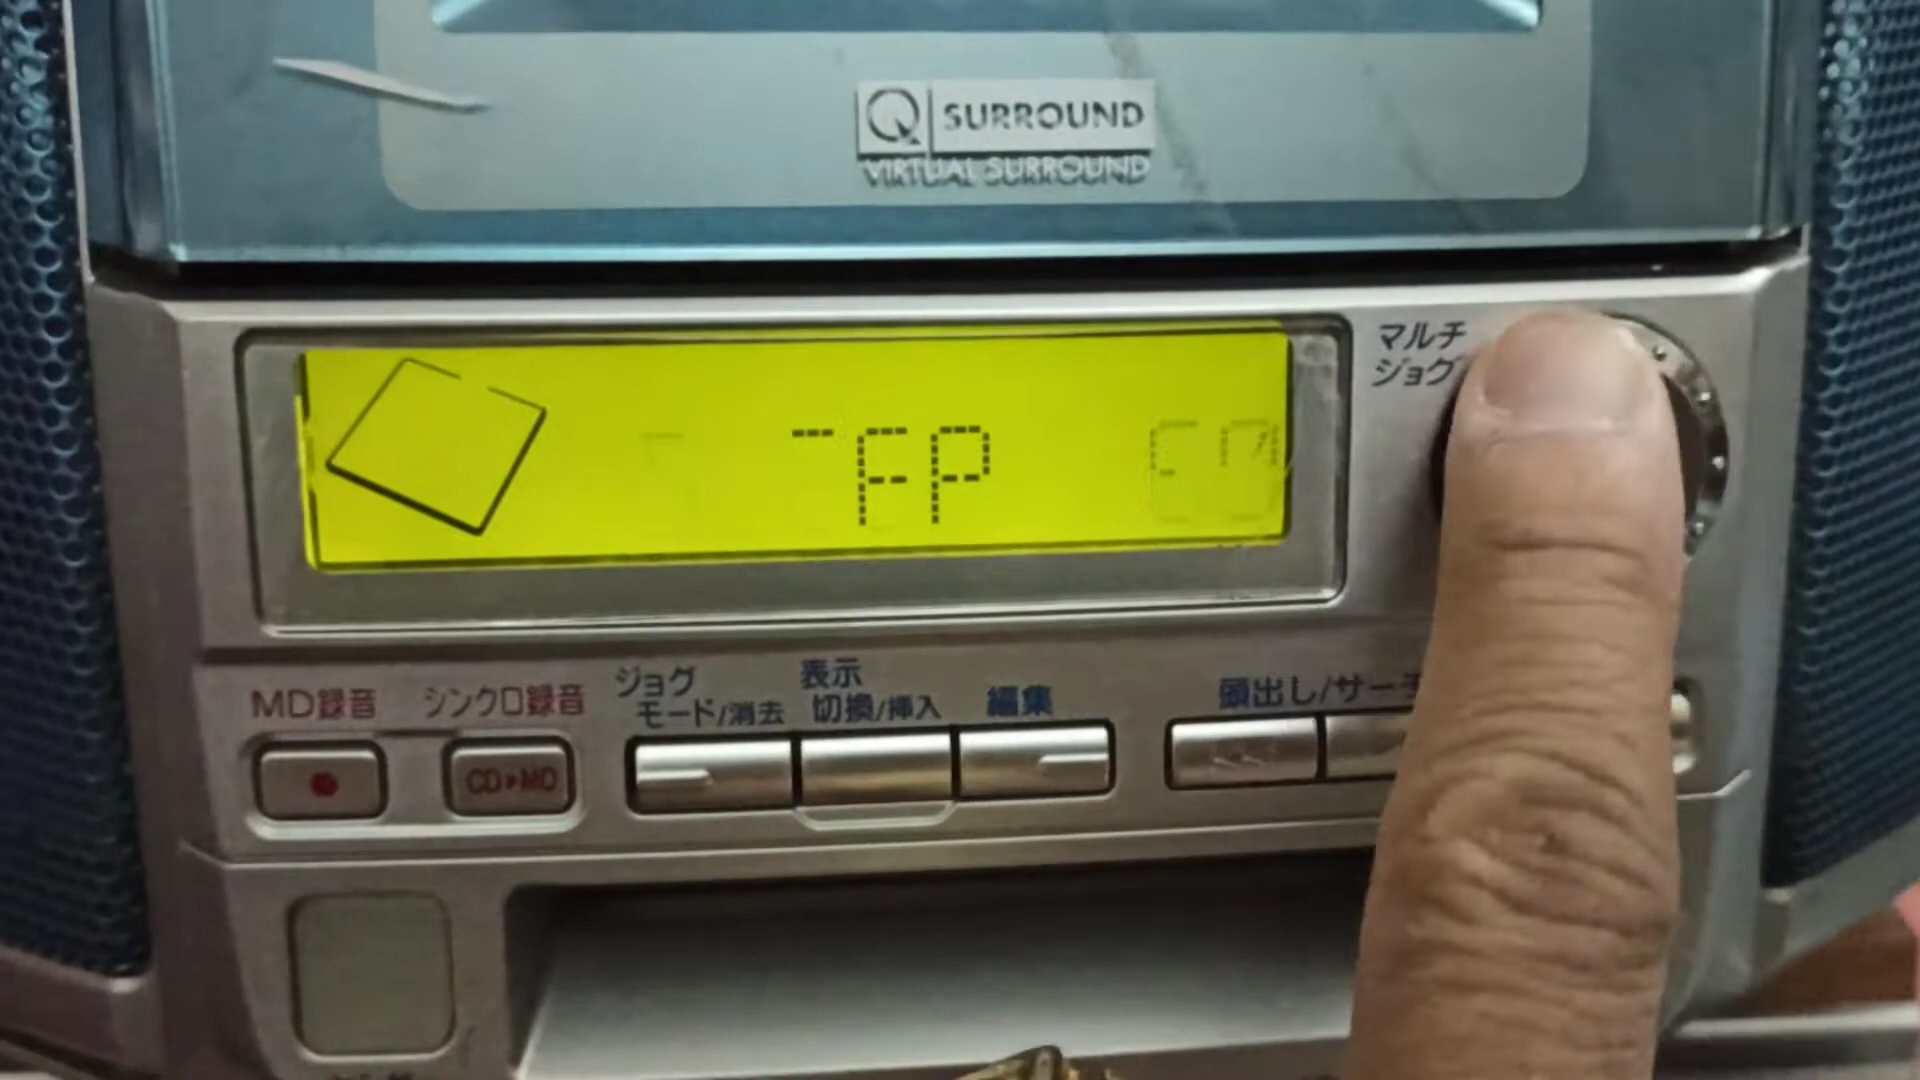 Q SURROUND
VIRTUAL SURROUND
マルチ
ジョグ
FP
MD録音
シンクロ録音
ジョグ
モード/消去
表示
切換/挿入
編集
頭出し/サーチ
CD▶MD